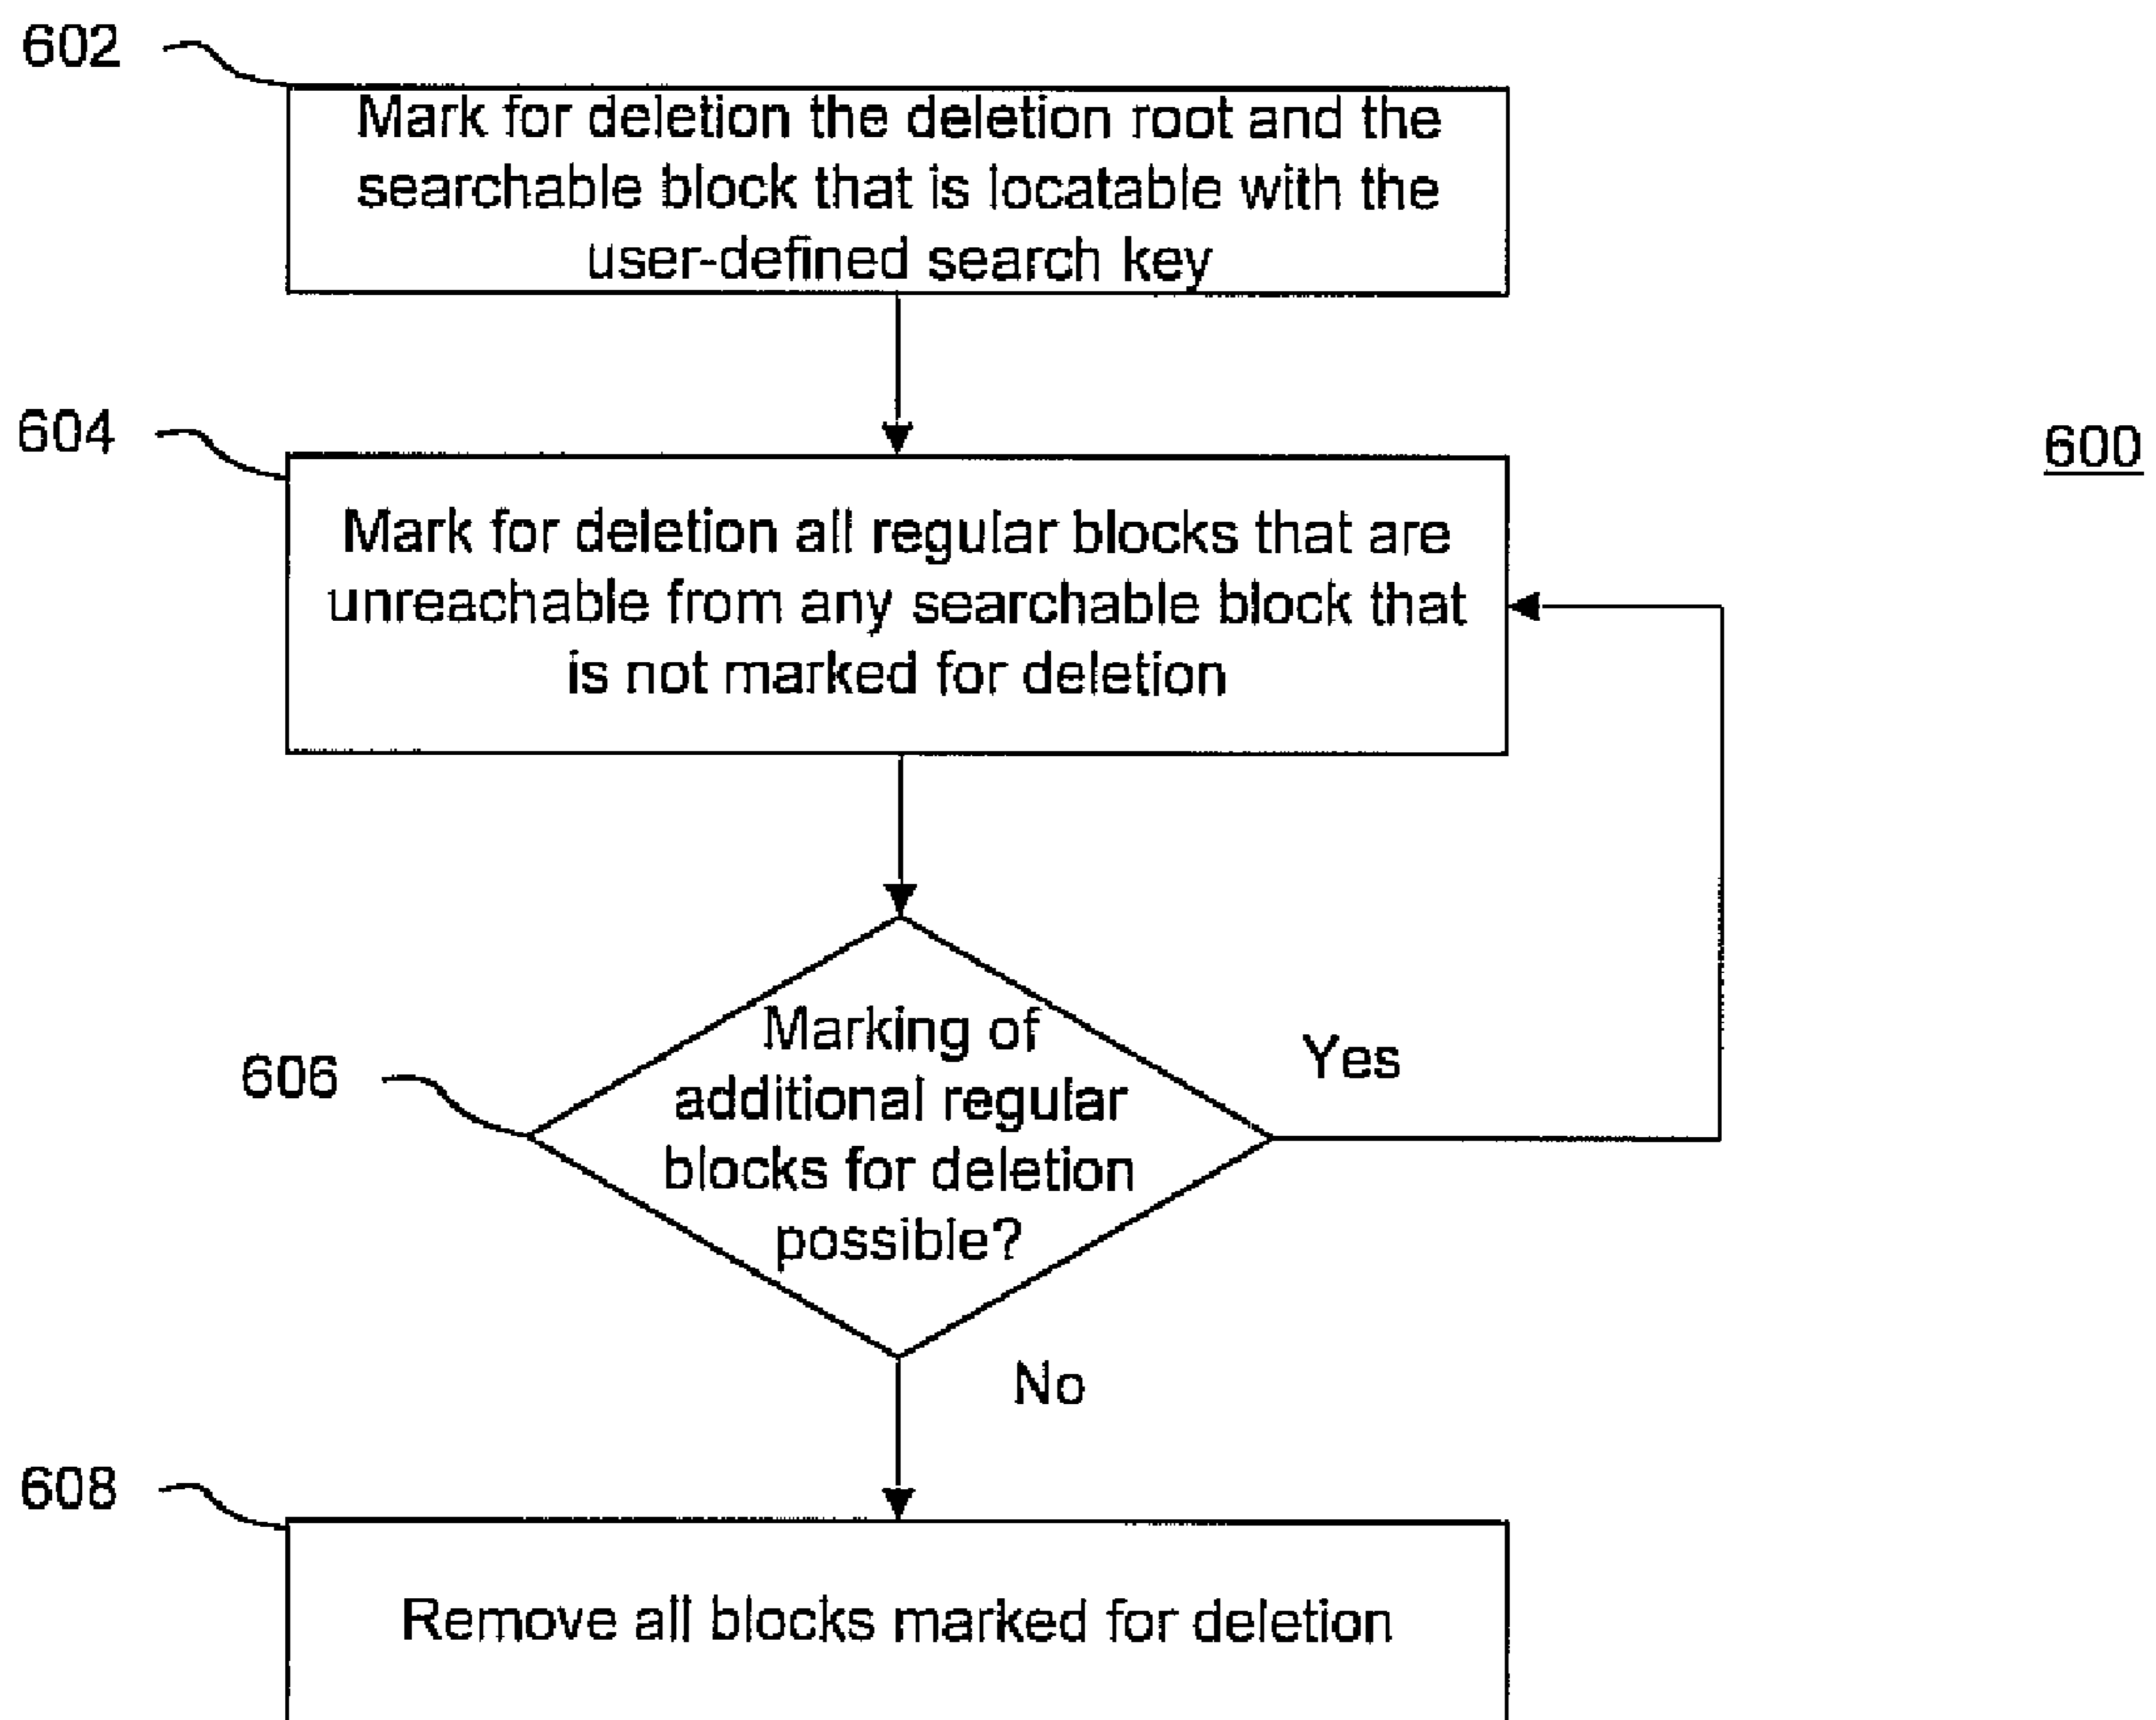 602
Mark for deletion the deletion root and the
searchable block that is locatable with the
user-defined search key
604
600
Mark for deletion all regular blocks that are
unreachable from any searchable block that
is not marked for deletion
606
Marking of
additional regular
blocks for deletion
possible?
Yes
No
608
Remove all blocks marked for deletion